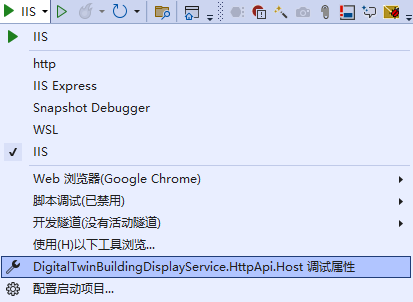 IIS
IIS
http
IIS Express
Snapshot Debugger
WSL
IIS
Web 浏览器(Google Chrome)
脚本调试(已禁用)
开发隧道(没有活动隧道)
使用(H)以下工具浏览...
DigitalTwinBuildingDisplayService.HttpApi.Host 调试属性
配置启动项目...